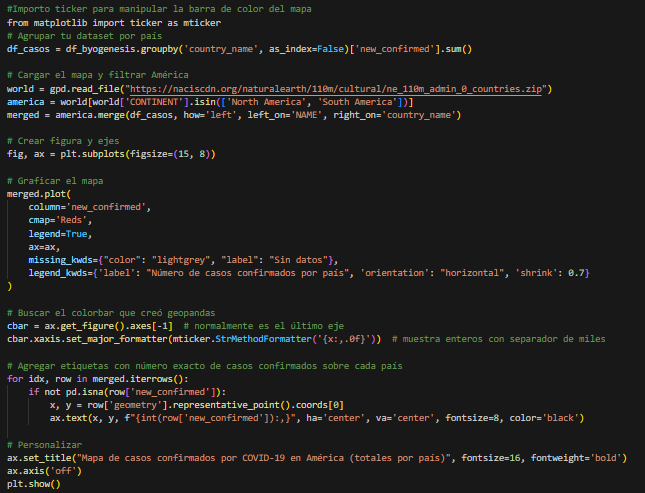 #Importo ticker para manipular la barra de color del mapa
from matplotlib import ticker as mticker
# Agrupar tu dataset por país
df_casos = df_byogenesis.groupby('country_name', as_index=False)['new_confirmed'].sum()

# Cargar el mapa y filtrar América
world = gpd.read_file("https://naciscdn.org/naturalearth/110m/cultural/ne_110m_admin_0_countries.zip")
america = world[world['CONTINENT'].isin(['North America', 'South America'])]
merged = america.merge(df_casos, how='left', left_on='NAME', right_on='country_name')

# Crear figura y ejes
fig, ax = plt.subplots(figsize=(15, 8))

# Graficar el mapa
merged.plot(
    column='new_confirmed',
    cmap='Reds',
    legend=True,
    ax=ax,
    missing_kwds={"color": "lightgrey", "label": "Sin datos"},
    legend_kwds={'label': "Número de casos confirmados por país", 'orientation': "horizontal", 'shrink': 0.7}
)

# Buscar el colorbar que creó geopandas
cbar = ax.get_figure().axes[-1]  # normalmente es el último eje
cbar.xaxis.set_major_formatter(mticker.StrMethodFormatter('{x:,.0f}'))  # muestra enteros con separador de miles

# Agregar etiquetas con número exacto de casos confirmados sobre cada país
for idx, row in merged.iterrows():
    if not pd.isna(row['new_confirmed']):
        x, y = row['geometry'].representative_point().coords[0]
        ax.text(x, y, f"{int(row['new_confirmed']):,}", ha='center', va='center', fontsize=8, color='black')

# Personalizar
ax.set_title("Mapa de casos confirmados por COVID-19 en América (totales por país)", fontsize=16, fontweight='bold')
ax.axis('off')
plt.show()